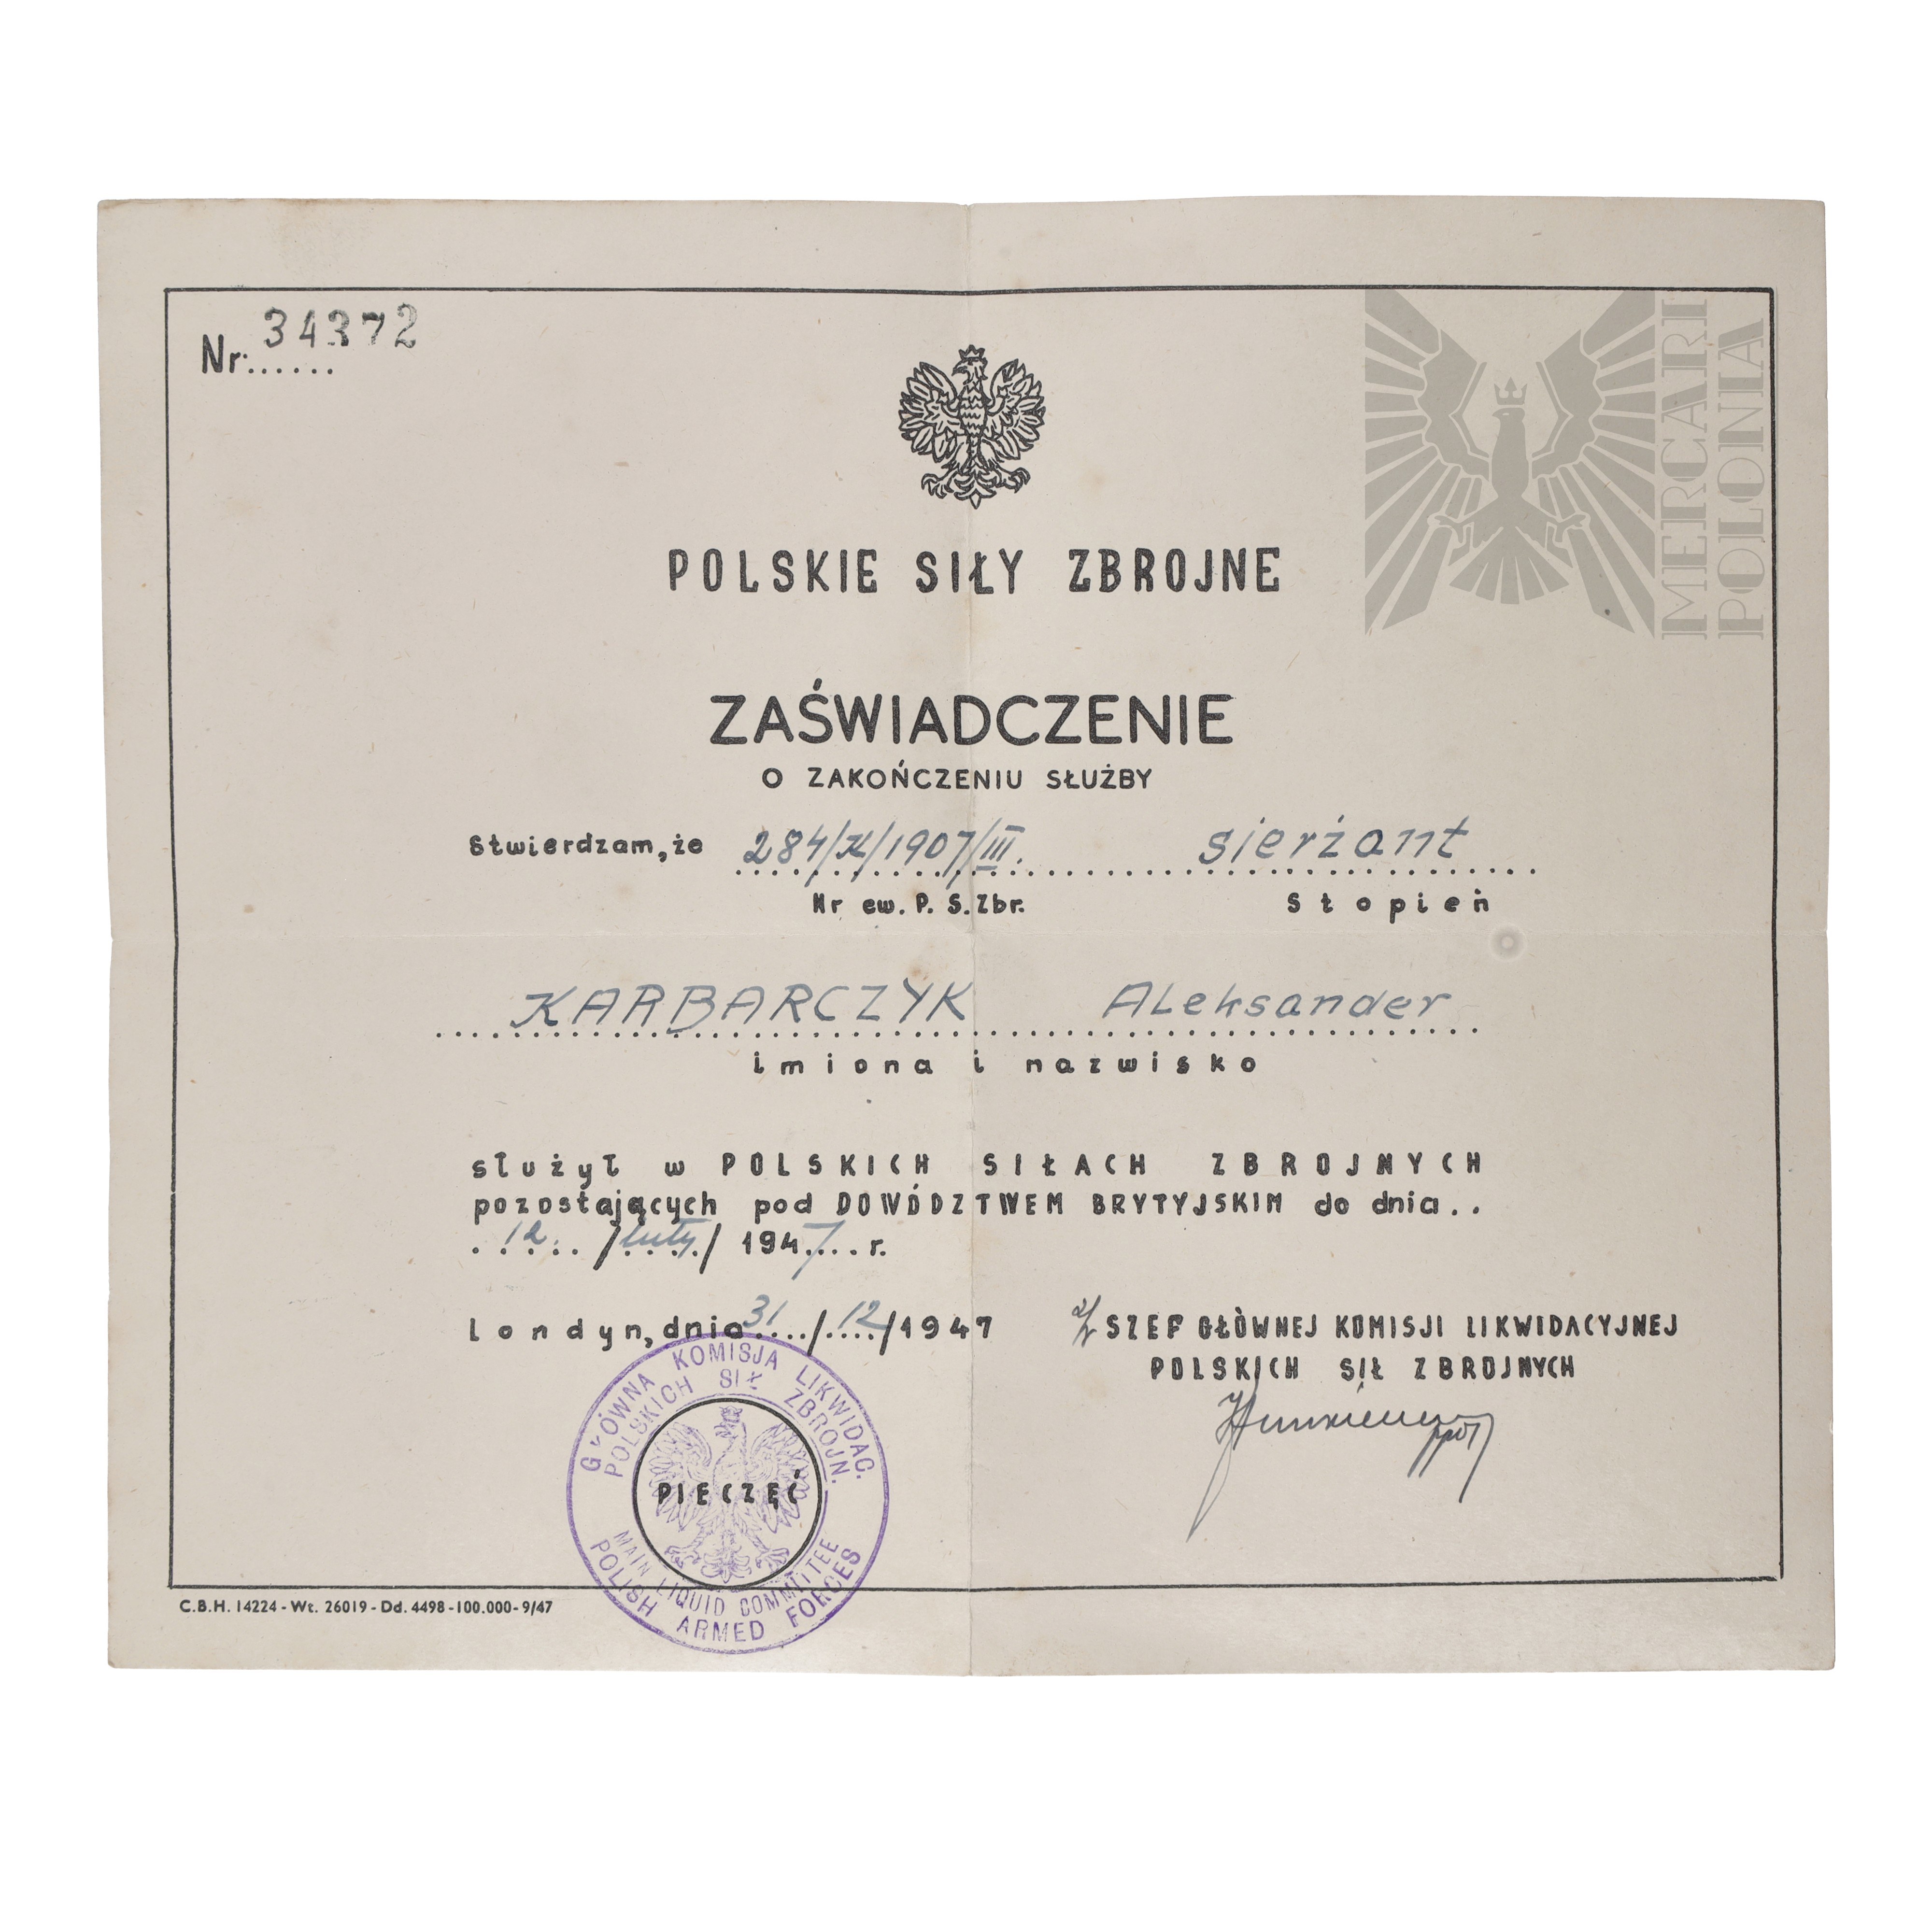 Nr. 34372
MERCARI
POLONIA
POLSKIE SIŁY ZBROJNE
ZAŚWIADCZENIE
O ZAKOŃCZENIU SŁUŻBY
Stwierdzam, że 284/K/1907/III. sierżant
Nr ew. P. S. Zbr. Stopień
KARBARCZYK Aleksander
imiona i nazwisko
służył w POLSKICH SIŁACH ZBROJNYCH
pozostających pod DOWÓDZTWEM BRYTYJSKIM do dnia..
12. /luty/ 1947 r.
Londyn, dnia 31/12/1947
SZEF GŁÓWNEJ KOMISJI LIKWIDACYJNEJ
POLSKICH SIŁ ZBROJNYCH
GŁÓWNA KOMISJA LIKWIDAC.
POLSKICH SIŁ ZBROJN.
PIECZĘĆ
MAIN LIQUID COMMITTEE
POLISH ARMED FORCES
C.B.H. 14224 - Wt. 26019 - Dd. 4498 - 100.000 - 9/47